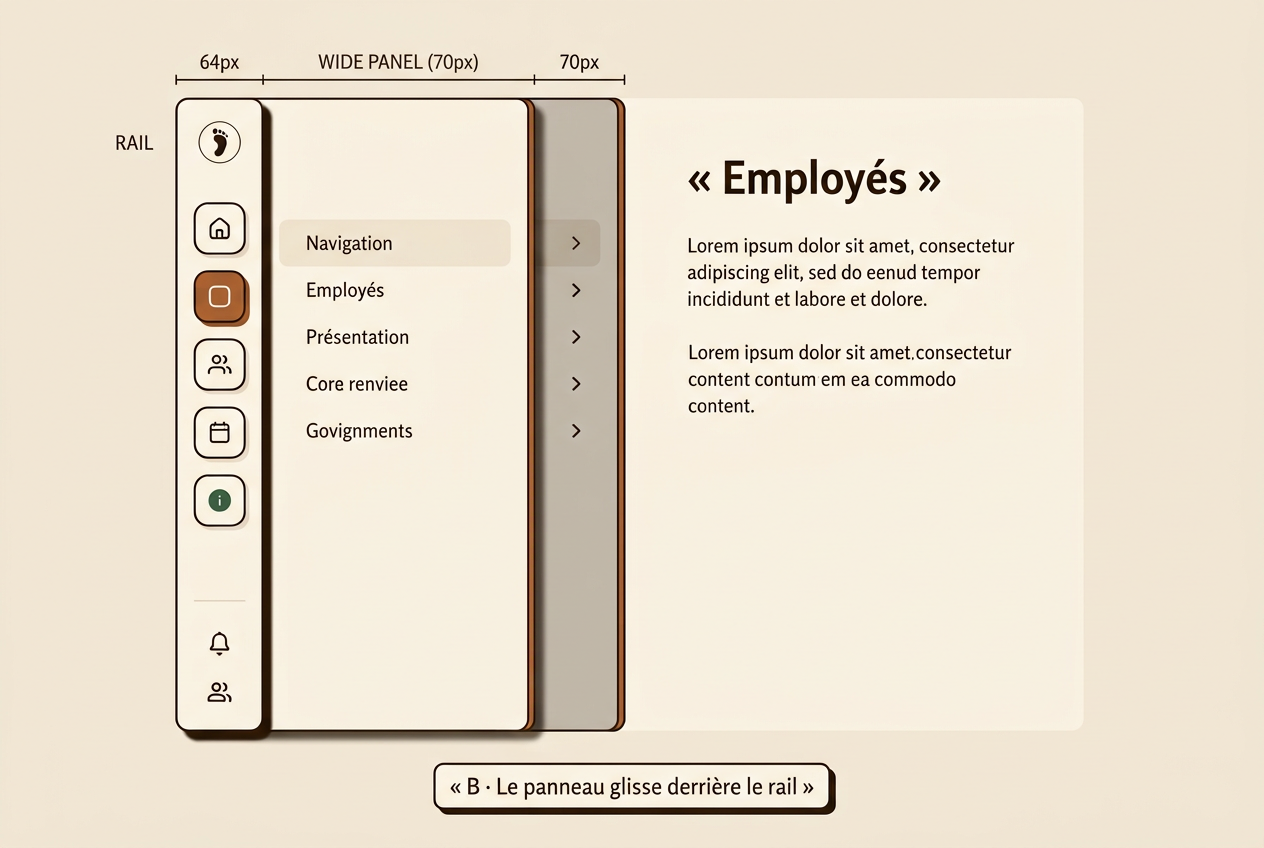 64px
WIDE PANEL (70px)
70px
RAIL
Navigation
Employés
Présentation
Core renviee
Govignments
i
« Employés »
Lorem ipsum dolor sit amet, consectetur
adipiscing elit, sed do eenud tempor
incididunt et labore et dolore.
Lorem ipsum dolor sit amet.consectetur
content contum em ea commodo
content.
« B · Le panneau glisse derrière le rail »